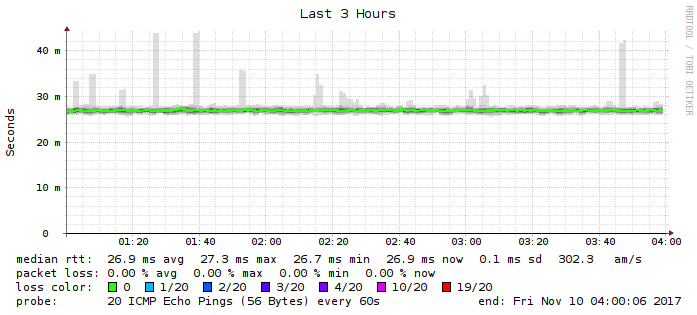 Last 3 Hours
RRDTOOL / TOBI OETIKER
Seconds
40 m
30 m
20 m
10 m
0
01:20 01:40 02:00 02:20 02:40 03:00 03:20 03:40 04:00
median rtt: 26.9 ms avg 27.3 ms max 26.7 ms min 26.9 ms now 0.1 ms sd 302.3 am/s
packet loss: 0.00 % avg 0.00 % max 0.00 % min 0.00 % now
loss color: 0 1/20 2/20 3/20 4/20 10/20 19/20
probe: 20 ICMP Echo Pings (56 Bytes) every 60s end: Fri Nov 10 04:00:06 2017